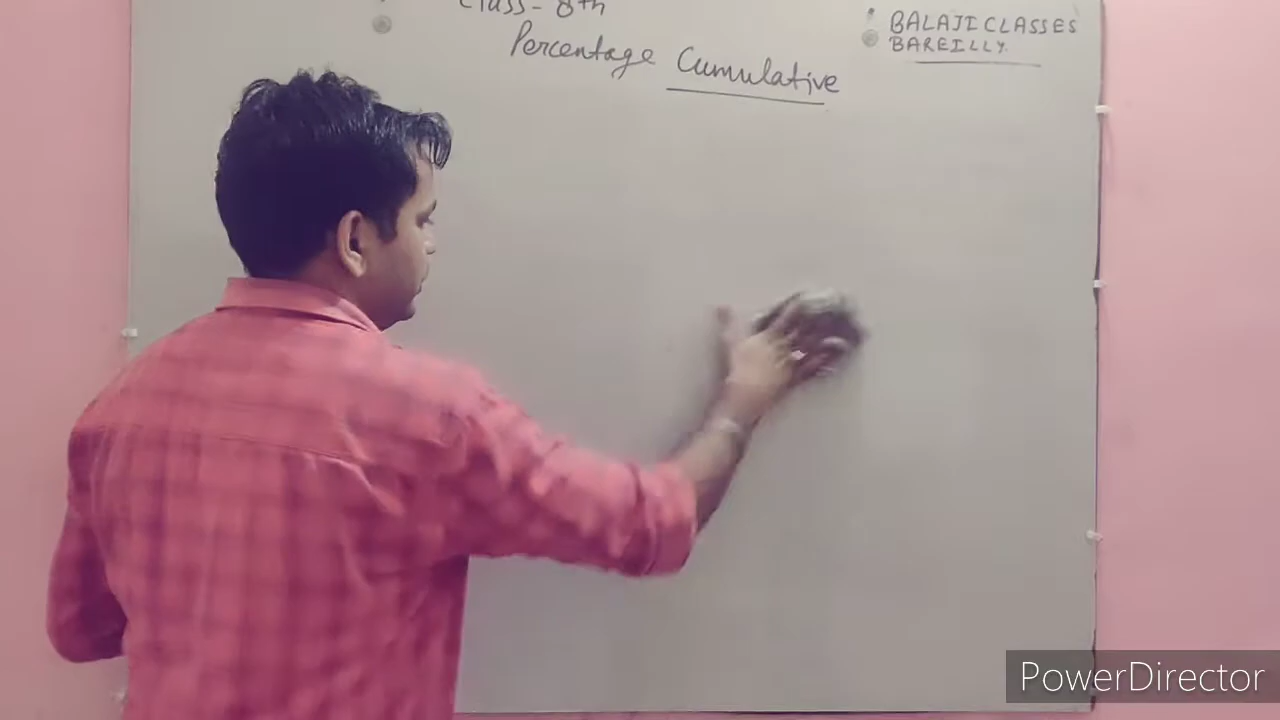 Class- 8th
Percentage Cumulative
BALAJI CLASSES
BAREILLY.
PowerDirector